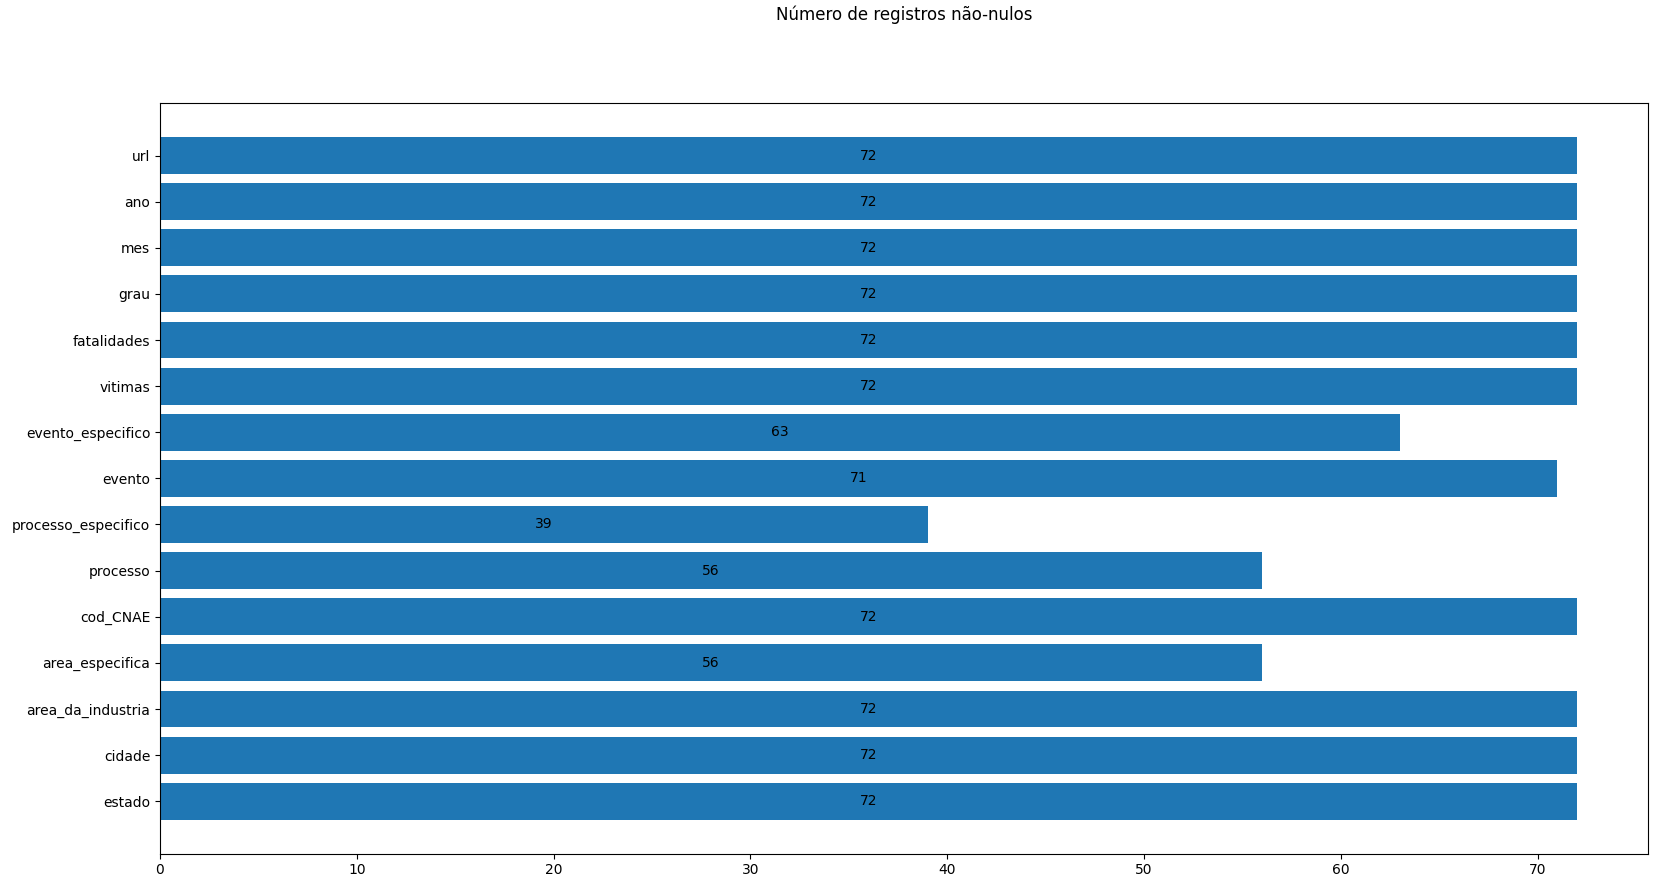 Número de registros não-nulos
url 72
ano 72
mes 72
grau 72
fatalidades 72
vitimas 72
evento_especifico 63
evento 71
processo_especifico 39
processo 56
cod_CNAE 72
area_especifica 56
area_da_industria 72
cidade 72
estado 72
0 10 20 30 40 50 60 70